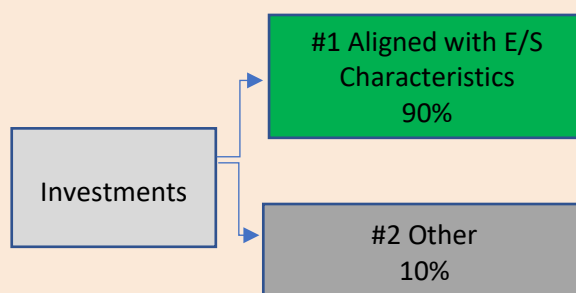 #1 Aligned with E/S
Characteristics
90%
Investments
#2 Other
10%